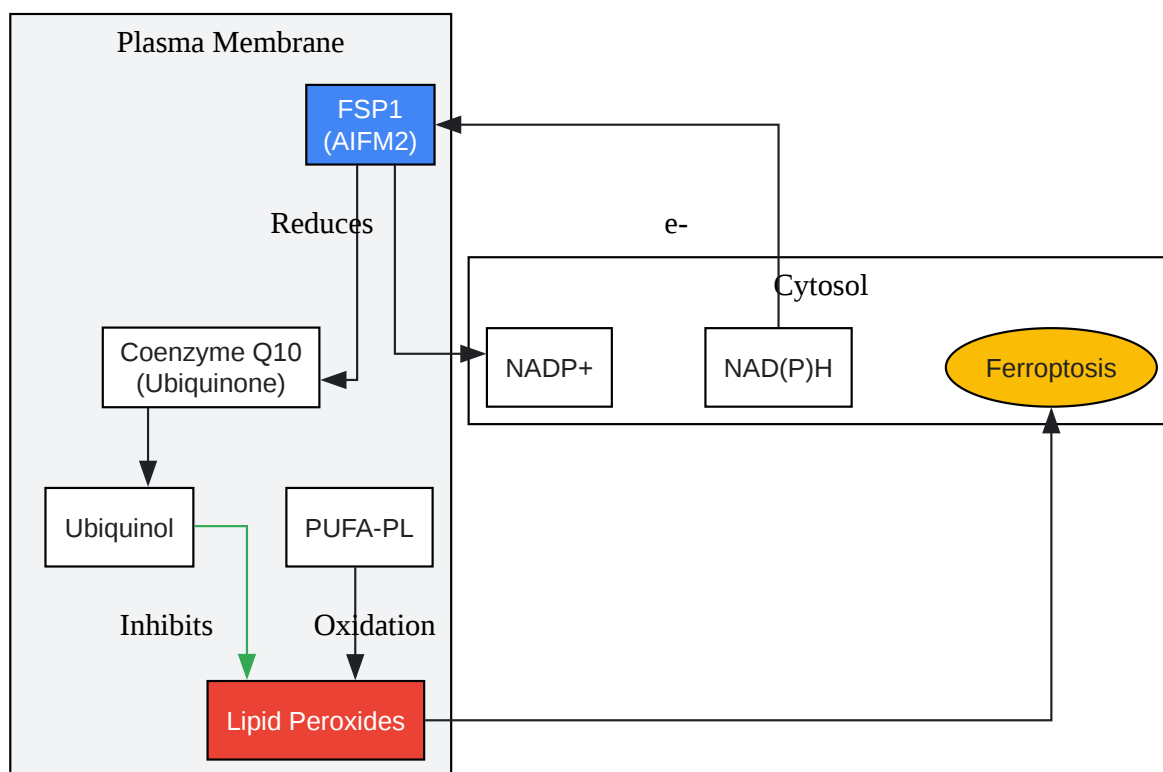 Plasma Membrane
FSP1
(AIFM2)
Reduces
e-
Cytosol
Coenzyme Q10
(Ubiquinone)
NADP+
NAD(P)H
Ferroptosis
Ubiquinol
PUFA-PL
Inhibits
Oxidation
Lipid Peroxides